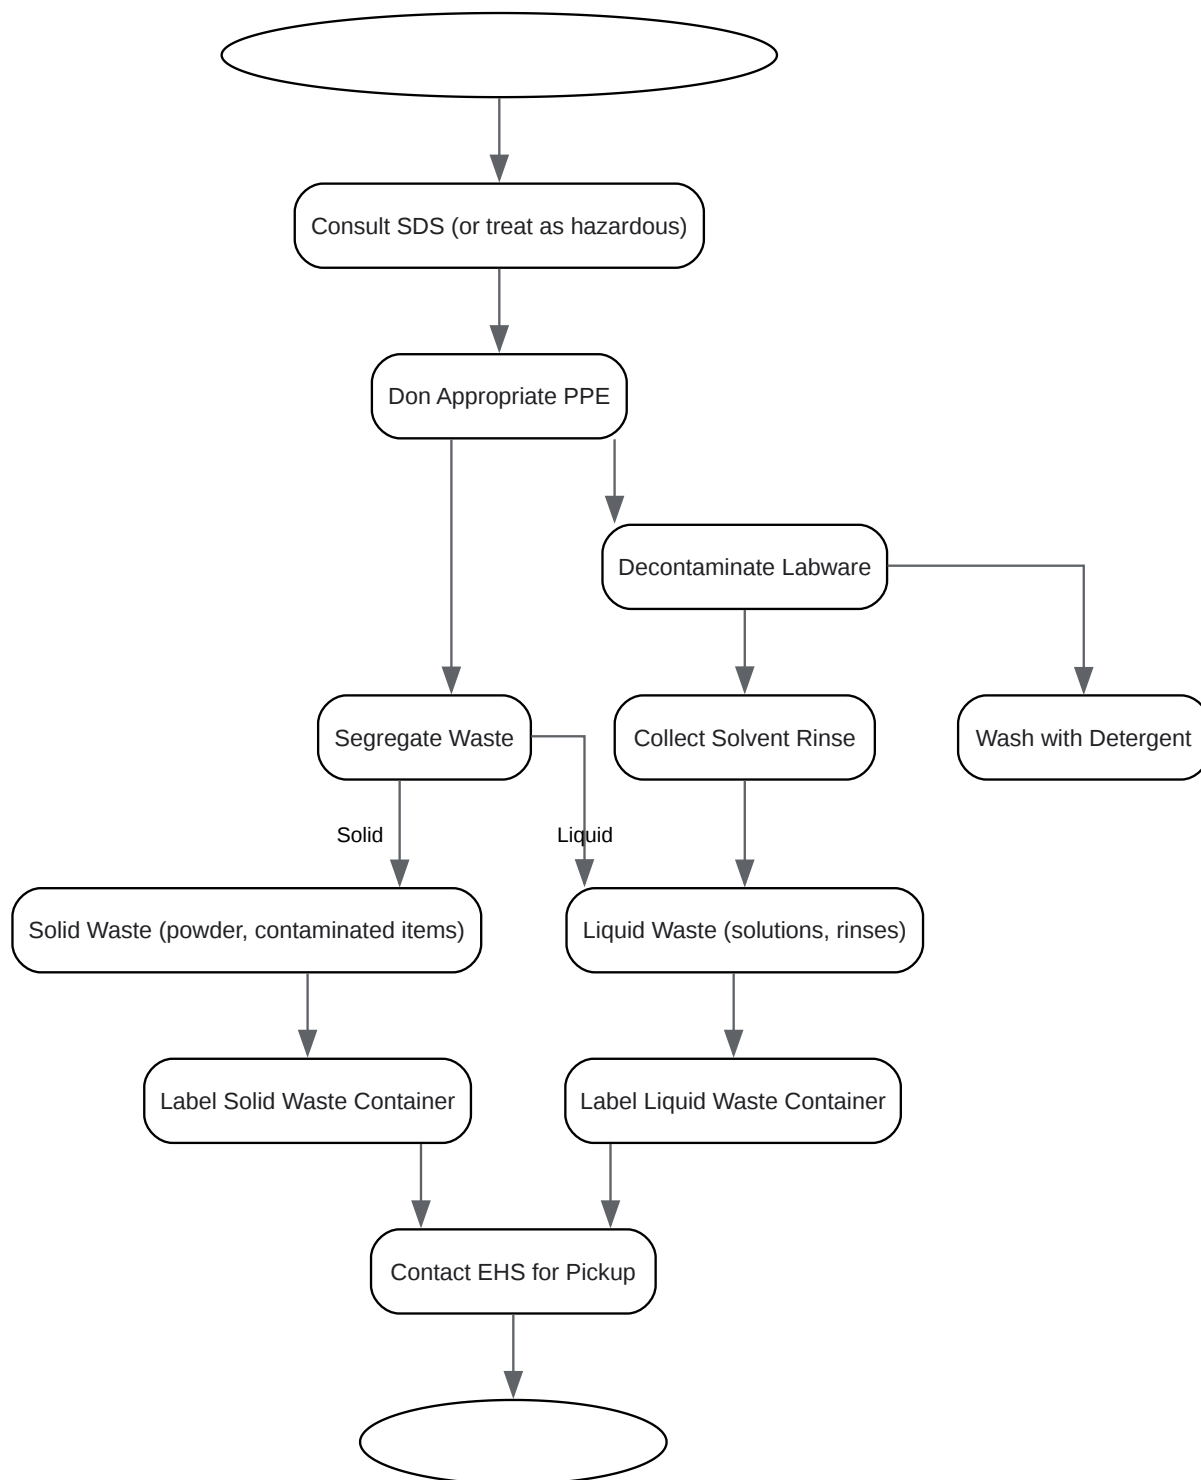 Consult SDS (or treat as hazardous)
Don Appropriate PPE
Decontaminate Labware
Segregate Waste
Collect Solvent Rinse
Wash with Detergent
Solid
Liquid
Solid Waste (powder, contaminated items)
Liquid Waste (solutions, rinses)
Label Solid Waste Container
Label Liquid Waste Container
Contact EHS for Pickup